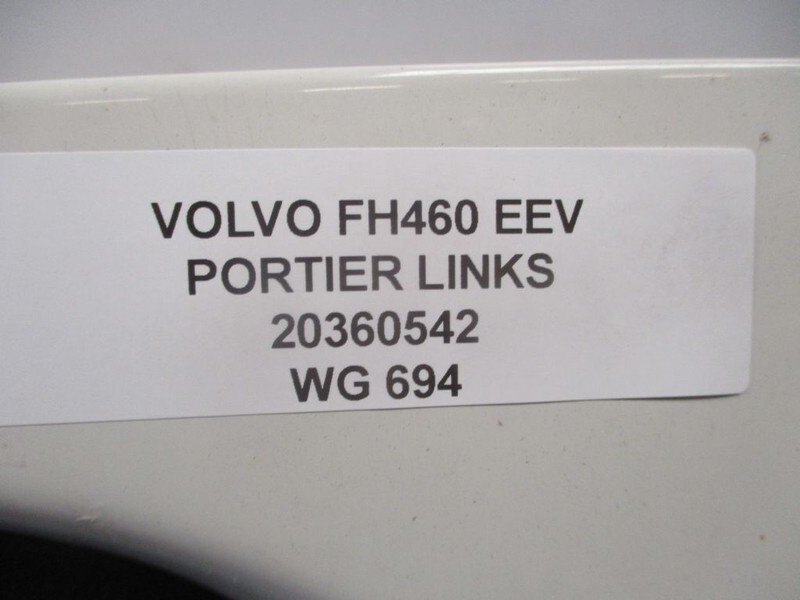 VOLVO FH460 EEV
PORTIER LINKS
20360542
WG 694